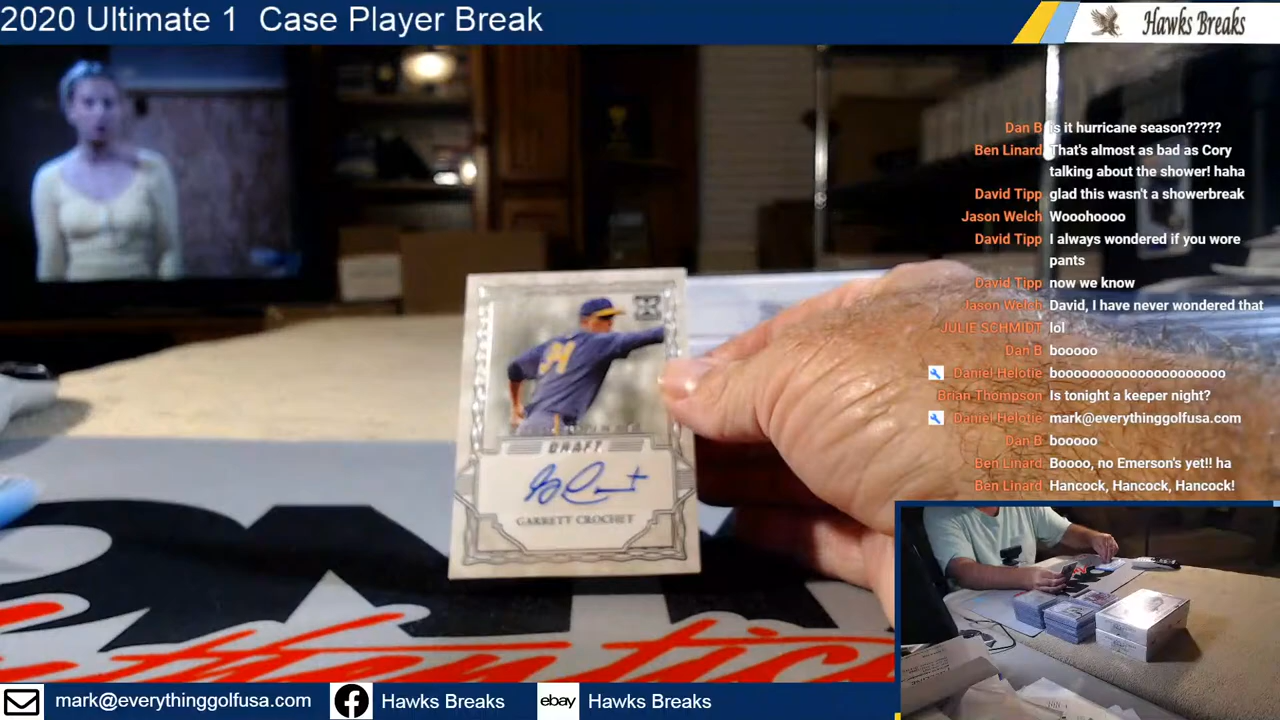 2020 Ultimate 1  Case Player Break
Hawks Breaks
Dan B is it hurricane season?????
Ben Linard That's almost as bad as Cory
talking about the shower! haha
David Tipp glad this wasn't a showerbreak
Jason Welch Wooohoooo
David Tipp I always wondered if you wore
pants
David Tipp now we know
Jason Welch David, I have never wondered that
JULIE SCHMIDT lol
Dan B booooo
Daniel Helotie boooooooooooooooooooo
Brian Thompson Is tonight a keeper night?
Daniel Helotie mark@everythinggolfusa.com
Dan B booooo
Ben Linard Boooo, no Emerson's yet!! ha
Ben Linard Hancock, Hancock, Hancock!
DRAFT
GARRETT CROCHET
mark@everythinggolfusa.com
Hawks Breaks
ebay
Hawks Breaks